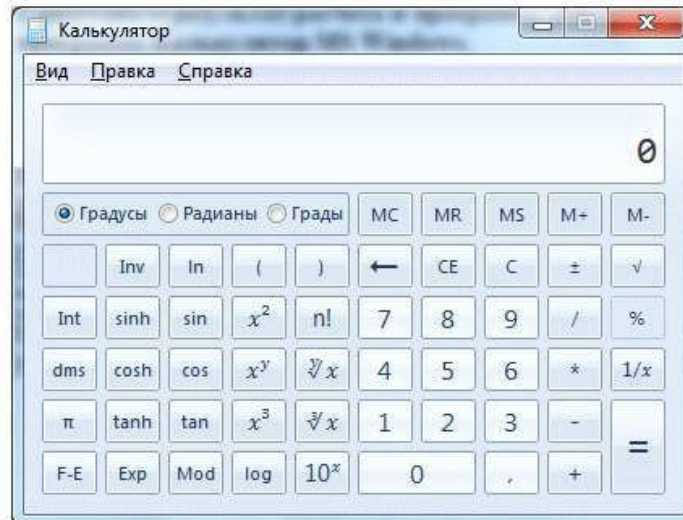 Калькулятор
Вид Правка Справка
0
Градусы Радианы Грады MC MR MS M+ M-
Inv ln ( ) ← CE C ± √
Int sinh sin x² n! 7 8 9 / %
dms cosh cos xʸ ʸ√x 4 5 6 * 1/x
π tanh tan x³ ³√x 1 2 3 - =
F-E Exp Mod log 10ˣ 0 , +